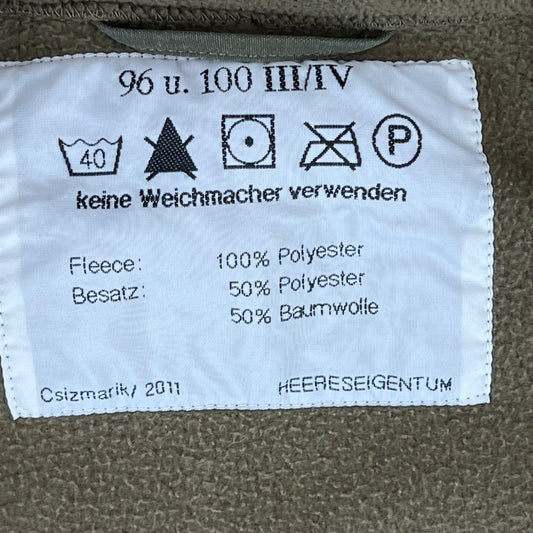 96 u. 100 III/IV
40 P
keine Weichmacher verwenden
Fleece: 100% Polyester
Besatz: 50% Polyester
50% Baumwolle
Csizmarik/ 2011 HEERESEIGENTUM